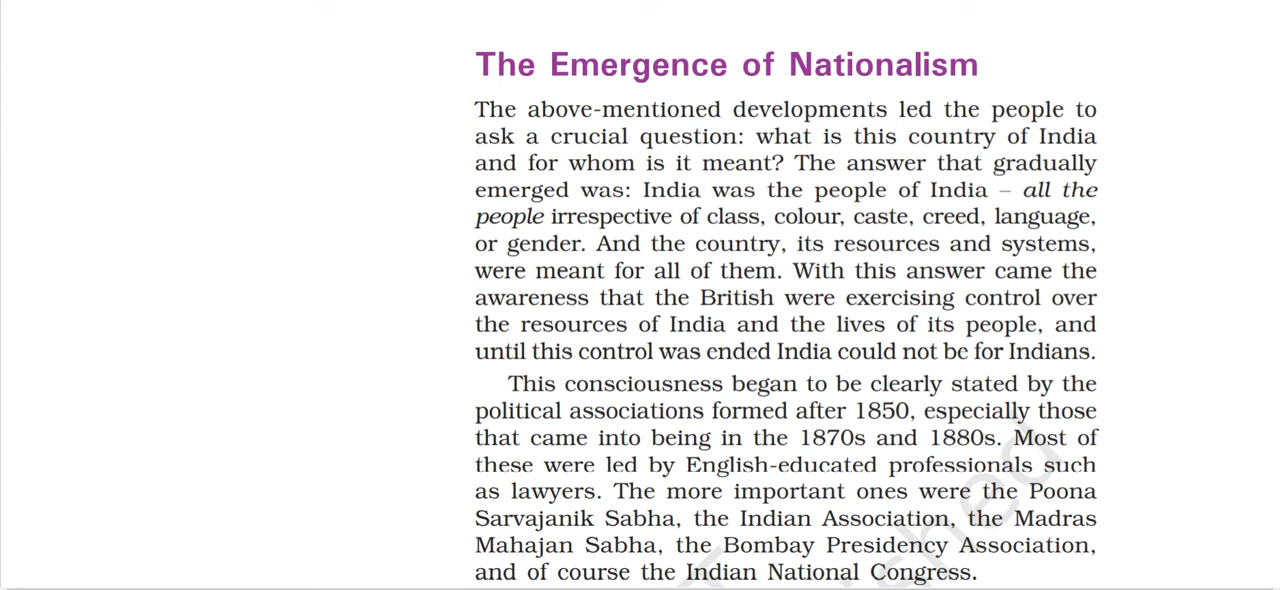 The Emergence of Nationalism
The above-mentioned developments led the people to
ask a crucial question: what is this country of India
and for whom is it meant? The answer that gradually
emerged was: India was the people of India – all the
people irrespective of class, colour, caste, creed, language,
or gender. And the country, its resources and systems,
were meant for all of them. With this answer came the
awareness that the British were exercising control over
the resources of India and the lives of its people, and
until this control was ended India could not be for Indians.
This consciousness began to be clearly stated by the
political associations formed after 1850, especially those
that came into being in the 1870s and 1880s. Most of
these were led by English-educated professionals such
as lawyers. The more important ones were the Poona
Sarvajanik Sabha, the Indian Association, the Madras
Mahajan Sabha, the Bombay Presidency Association,
and of course the Indian National Congress.